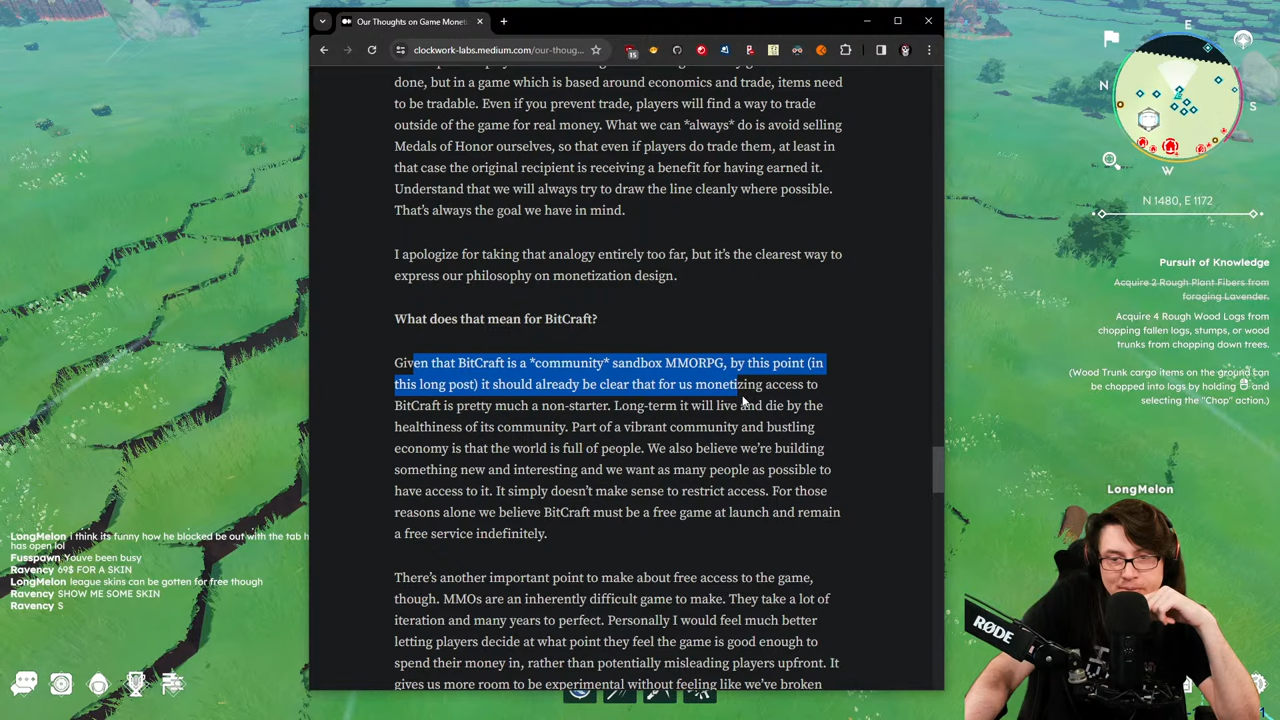 Our Thoughts on Game Moneti
clockwork-labs.medium.com/our-thoug...
15
done, but in a game which is based around economics and trade, items need
to be tradable. Even if you prevent trade, players will find a way to trade
outside of the game for real money. What we can *always* do is avoid selling
Medals of Honor ourselves, so that even if players do trade them, at least in
that case the original recipient is receiving a benefit for having earned it.
Understand that we will always try to draw the line cleanly where possible.
That's always the goal we have in mind.
I apologize for taking that analogy entirely too far, but it's the clearest way to
express our philosophy on monetization design.
What does that mean for BitCraft?
Given that BitCraft is a *community* sandbox MMORPG, by this point (in
this long post) it should already be clear that for us monetizing access to
BitCraft is pretty much a non-starter. Long-term it will live and die by the
healthiness of its community. Part of a vibrant community and bustling
economy is that the world is full of people. We also believe we're building
something new and interesting and we want as many people as possible to
have access to it. It simply doesn't make sense to restrict access. For those
reasons alone we believe BitCraft must be a free game at launch and remain
a free service indefinitely.
There's another important point to make about free access to the game,
though. MMOs are an inherently difficult game to make. They take a lot of
iteration and many years to perfect. Personally I would feel much better
letting players decide at what point they feel the game is good enough to
spend their money in, rather than potentially misleading players upfront. It
gives us more room to be experimental without feeling like we've broken
E
N
S
W
N 1480, E 1172
Pursuit of Knowledge
Acquire 2 Rough Plant Fibers from
foraging Lavender.
Acquire 4 Rough Wood Logs from
chopping fallen logs, stumps, or wood
trunks from chopping down trees.
(Wood Trunk cargo items on the ground can
be chopped into logs by holding and
selecting the "Chop" action.)
LongMelon
LongMelon i think its funny how he blocked be out with the tab h
has open lol
Fusspawn Youve been busy
Ravency 69$ FOR A SKIN
LongMelon league skins can be gotten for free though
Ravency SHOW ME SOME SKIN
Ravency S
RØDE